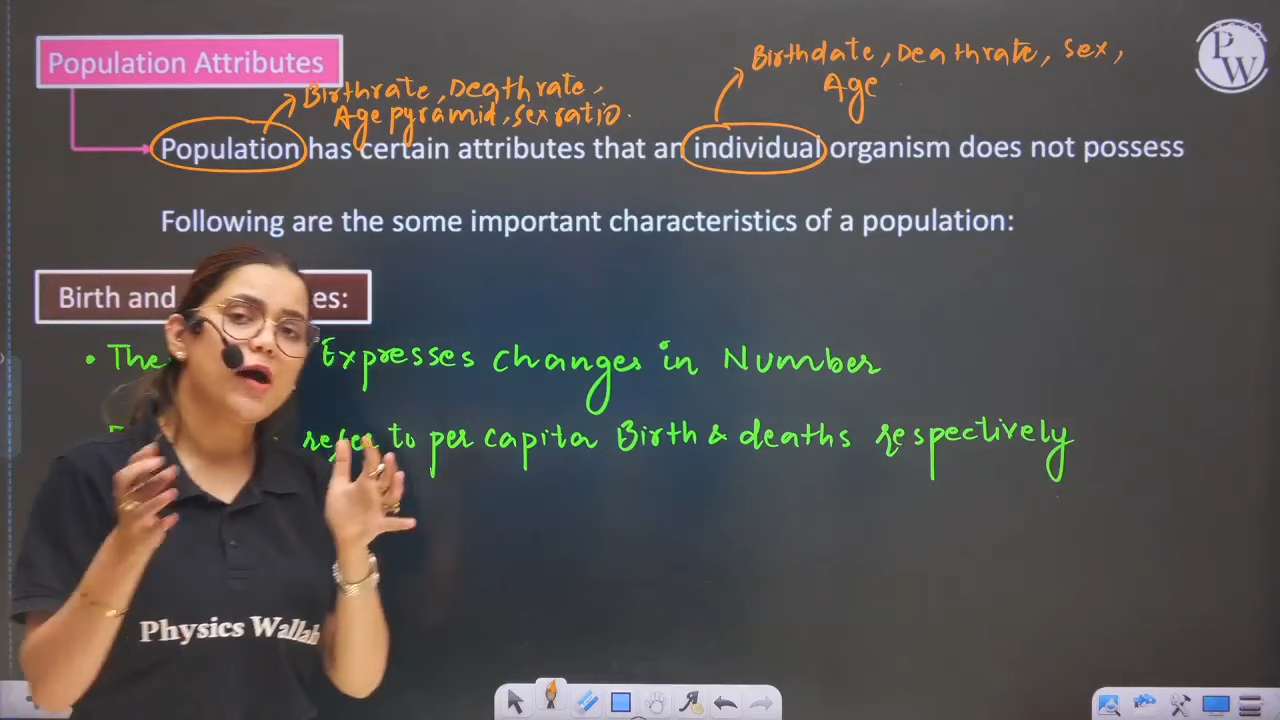 Population Attributes
Birthrate, Deathrate,
Age pyramid, sex ratio.
Birthdate, Deathrate, sex,
Age
PW
Population has certain attributes that an individual organism does not possess
Following are the some important characteristics of a population:
Birth and es:
• The Expresses changes in Number
refer to per capita Birth & deaths respectively
Physics Wallah